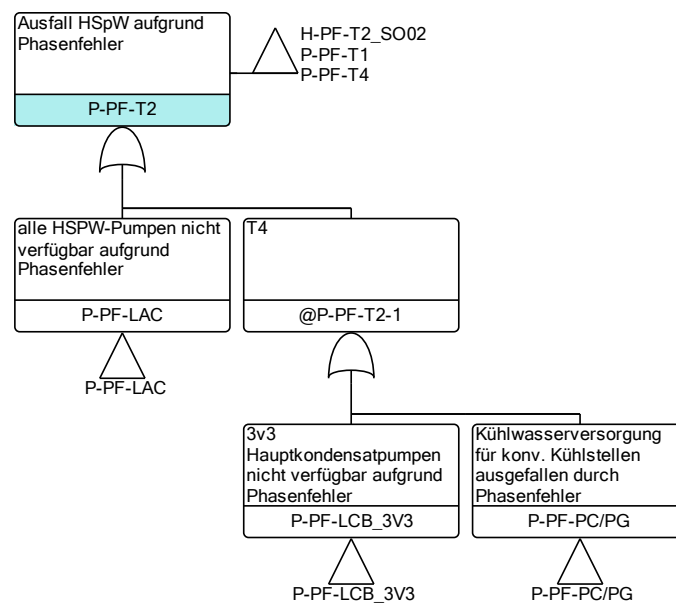 Ausfall HSpW aufgrund
Phasenfehler
P-PF-T2
H-PF-T2_SO02
P-PF-T1
P-PF-T4
alle HSPW-Pumpen nicht
verfügbar aufgrund
Phasenfehler
P-PF-LAC
P-PF-LAC
T4
@P-PF-T2-1
3v3
Hauptkondensatpumpen
nicht verfügbar aufgrund
Phasenfehler
P-PF-LCB_3V3
P-PF-LCB_3V3
Kühlwasserversorgung
für konv. Kühlstellen
ausgefallen durch
Phasenfehler
P-PF-PC/PG
P-PF-PC/PG